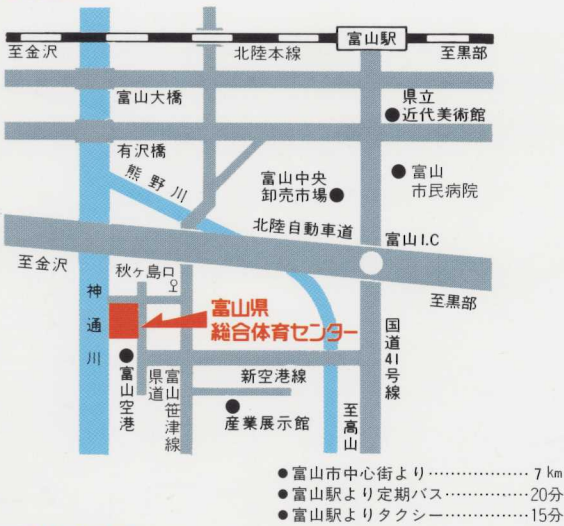 富山駅
至金沢
北陸本線
至黒部
富山大橋
県立
近代美術館
有沢橋
熊野川
富山中央
卸売市場
富山
市民病院
北陸自動車道
富山I.C
至金沢
秋ヶ島口
至黒部
神通川
富山県
総合体育センター
国道41号線
富山空港
県道
富山笹津線
新空港線
産業展示館
至高山
●富山市中心街より………………7km
●富山駅より定期バス……………20分
●富山駅よりタクシー……………15分